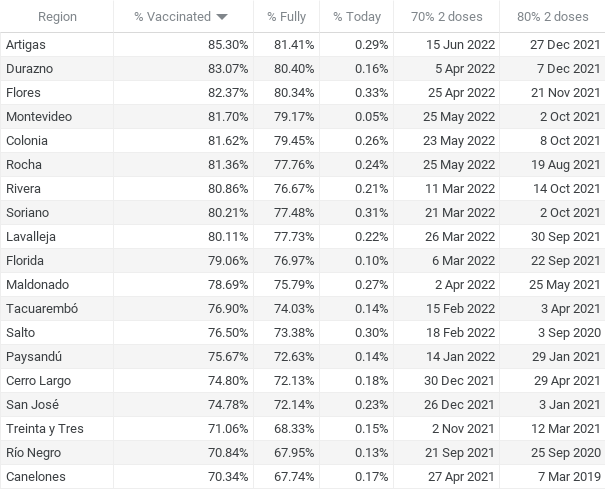 Region % Vaccinated % Fully % Today 70% 2 doses 80% 2 doses
Artigas 85.30% 81.41% 0.29% 15 Jun 2022 27 Dec 2021
Durazno 83.07% 80.40% 0.16% 5 Apr 2022 7 Dec 2021
Flores 82.37% 80.34% 0.33% 25 Apr 2022 21 Nov 2021
Montevideo 81.70% 79.17% 0.05% 25 May 2022 2 Oct 2021
Colonia 81.62% 79.45% 0.26% 23 May 2022 8 Oct 2021
Rocha 81.36% 77.76% 0.24% 25 May 2022 19 Aug 2021
Rivera 80.86% 76.67% 0.21% 11 Mar 2022 14 Oct 2021
Soriano 80.21% 77.48% 0.31% 21 Mar 2022 2 Oct 2021
Lavalleja 80.11% 77.73% 0.22% 26 Mar 2022 30 Sep 2021
Florida 79.06% 76.97% 0.10% 6 Mar 2022 22 Sep 2021
Maldonado 78.69% 75.79% 0.27% 2 Apr 2022 25 May 2021
Tacuarembó 76.90% 74.03% 0.14% 15 Feb 2022 3 Apr 2021
Salto 76.50% 73.38% 0.30% 18 Feb 2022 3 Sep 2020
Paysandú 75.67% 72.63% 0.14% 14 Jan 2022 29 Jan 2021
Cerro Largo 74.80% 72.13% 0.18% 30 Dec 2021 29 Apr 2021
San José 74.78% 72.14% 0.23% 26 Dec 2021 3 Jan 2021
Treinta y Tres 71.06% 68.33% 0.15% 2 Nov 2021 12 Mar 2021
Río Negro 70.84% 67.95% 0.13% 21 Sep 2021 25 Sep 2020
Canelones 70.34% 67.74% 0.17% 27 Apr 2021 7 Mar 2019